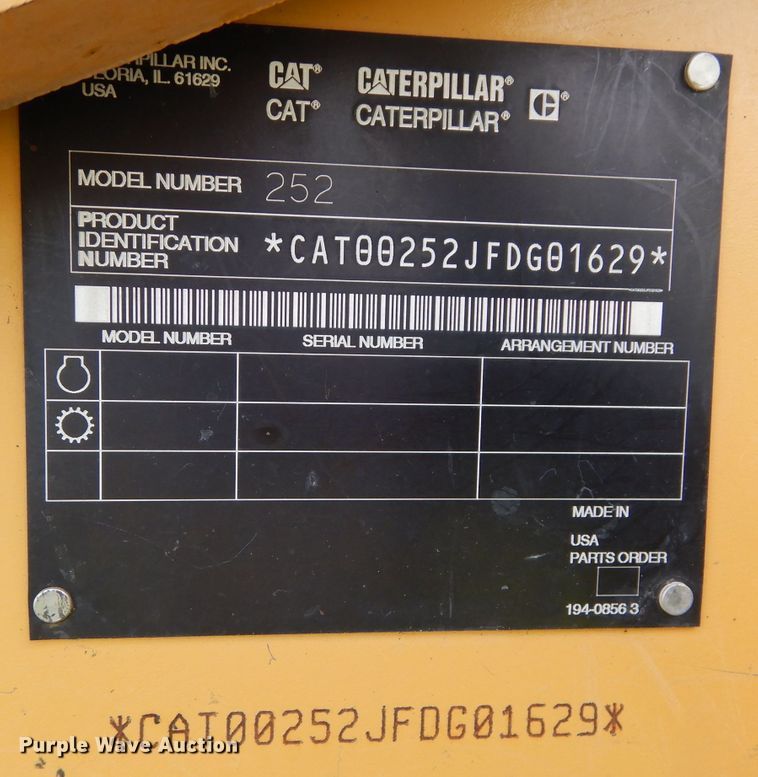 PILLAR INC.
PEORIA, IL. 61629
USA
CAT® CATERPILLAR®
CAT® CATERPILLAR®
MODEL NUMBER 252
PRODUCT
IDENTIFICATION
NUMBER
*CAT00252JFDG01629*
MODEL NUMBER SERIAL NUMBER ARRANGEMENT NUMBER
MADE IN
USA
PARTS ORDER
194-0856 3
*CAT00252JFDG01629*
Purple Wave Auction